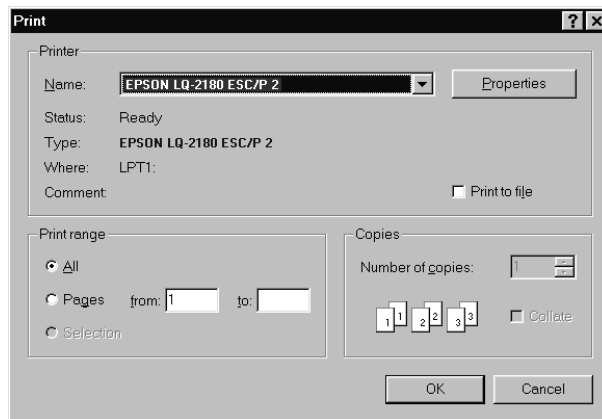 Print
Printer
Name: EPSON LQ-2180 ESC/P 2 Properties
Status: Ready
Type: EPSON LQ-2180 ESC/P 2
Where: LPT1:
Comment: Print to file
Print range
All
Pages from: 1 to:
Selection
Copies
Number of copies: 1
1 1 2 2 3 3 Collate
OK Cancel